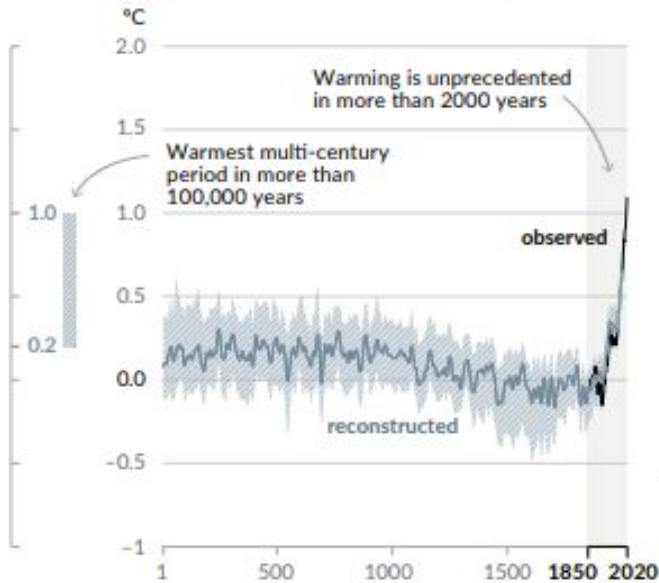 °C
2.0
Warming is unprecedented
in more than 2000 years
1.5
Warmest multi-century
period in more than
100,000 years
1.0
1.0
observed
0.5
0.2
0.0
reconstructed
−0.5
−1
1
500
1000
1500
1850
2020